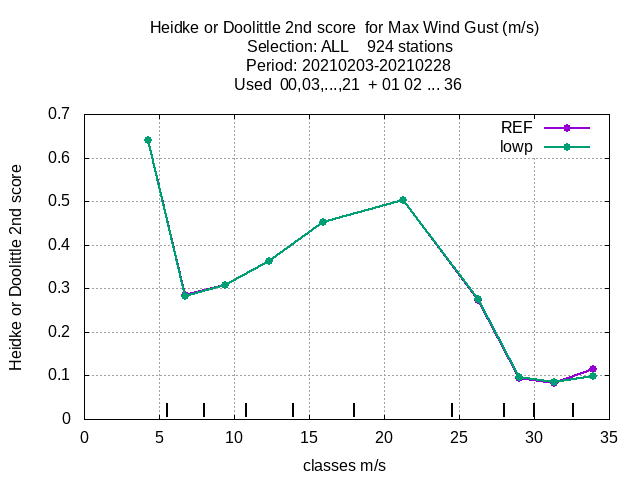 Heidke or Doolittle 2nd score  for Max Wind Gust (m/s)
Selection: ALL    924 stations
Period: 20210203-20210228
Used  00,03,...,21  + 01 02 ... 36
REF
lowp
Heidke or Doolittle 2nd score
0.7
0.6
0.5
0.4
0.3
0.2
0.1
0
0 5 10 15 20 25 30 35
classes m/s